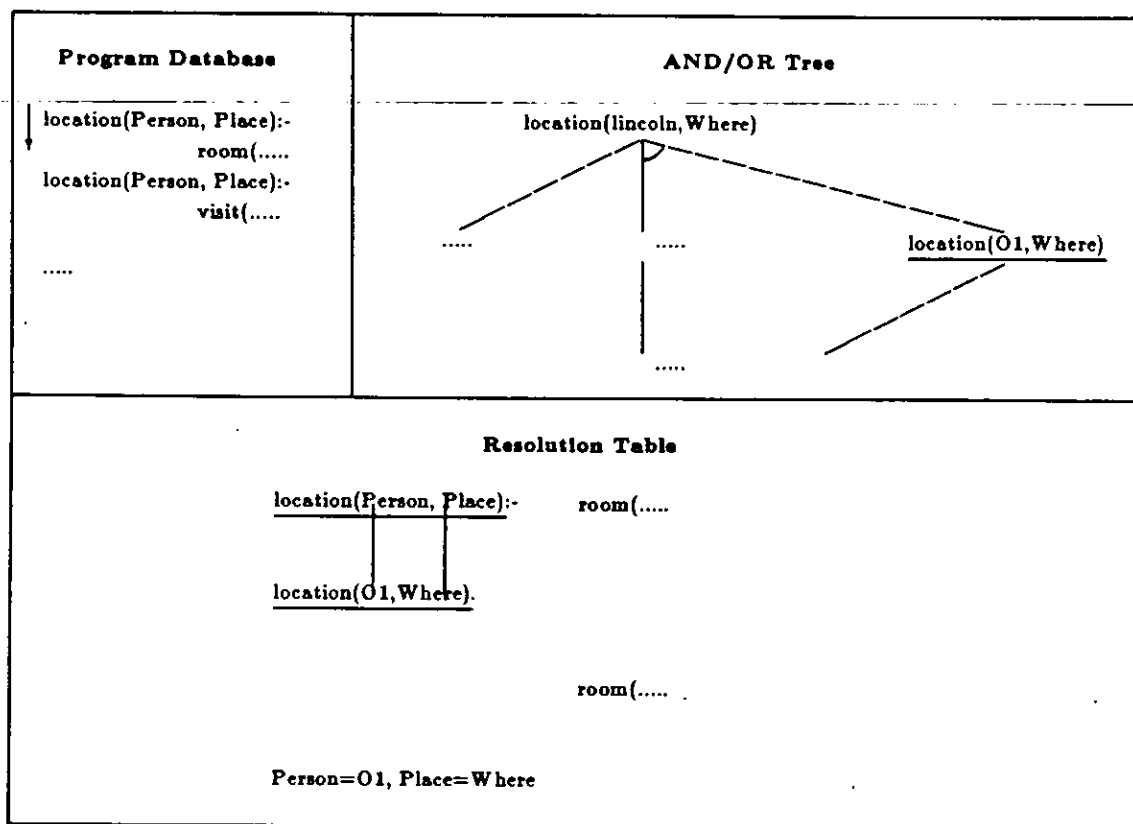 Program Database
location(Person, Place):-
room(.....
location(Person, Place):-
visit(.....
.....
AND/OR Tree
location(lincoln,Where)
.....
.....
location(O1,Where)
.....
Resolution Table
location(Person, Place):- room(.....
location(O1,Where).
room(.....
Person=O1, Place=Where